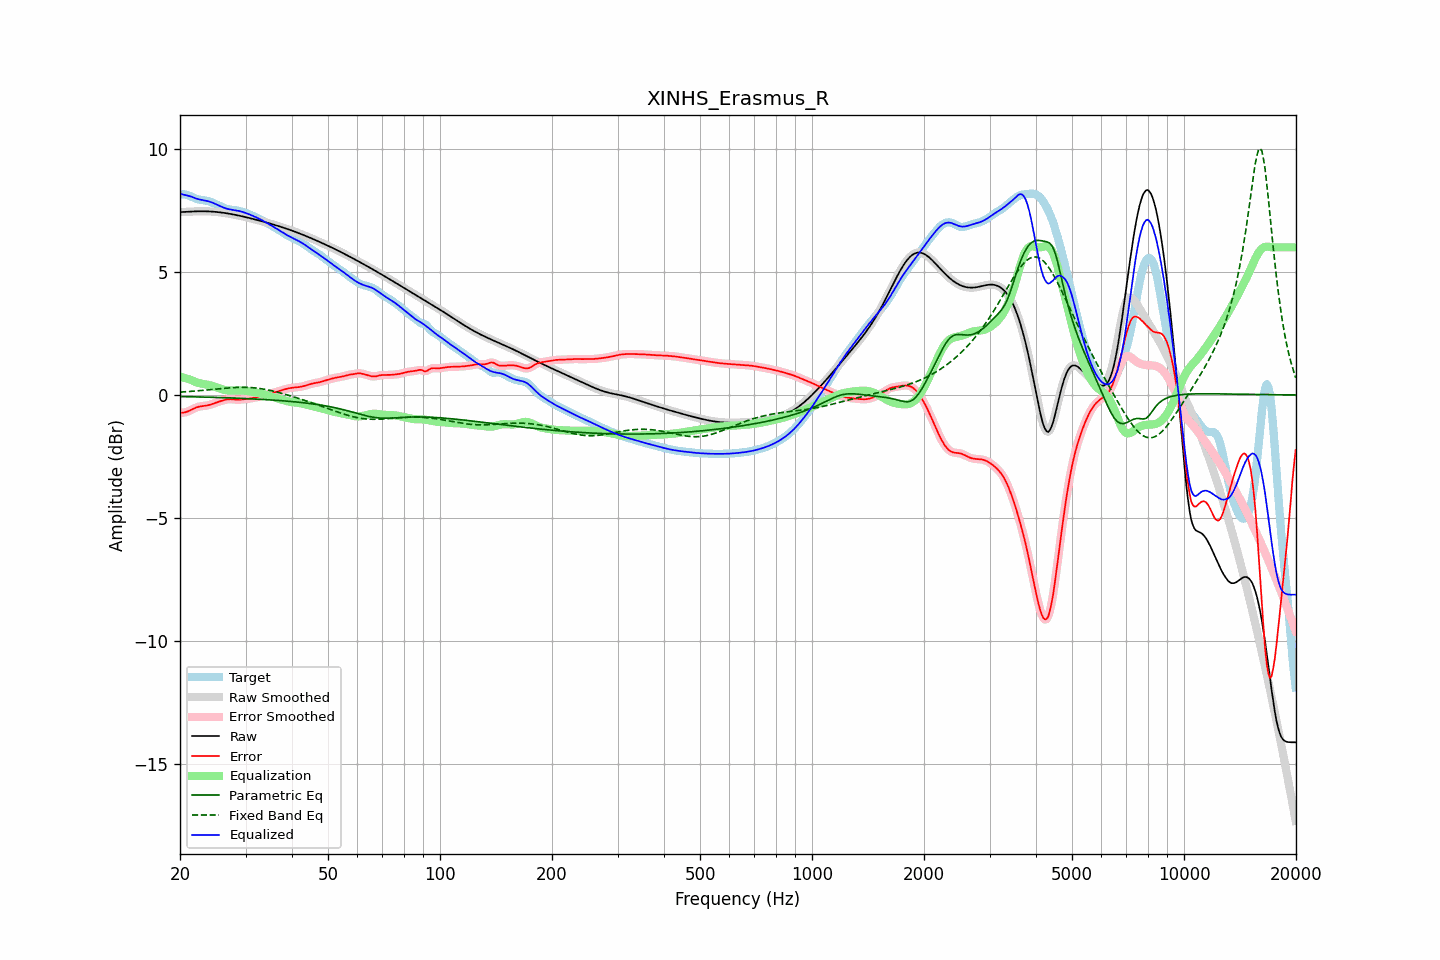 XINHS_Erasmus_R
Amplitude (dBr)
10
5
0
−5
−10
−15
Target
Raw Smoothed
Error Smoothed
Raw
Error
Equalization
Parametric Eq
Fixed Band Eq
Equalized
20 50 100 200 500 1000 2000 5000 10000 20000
Frequency (Hz)